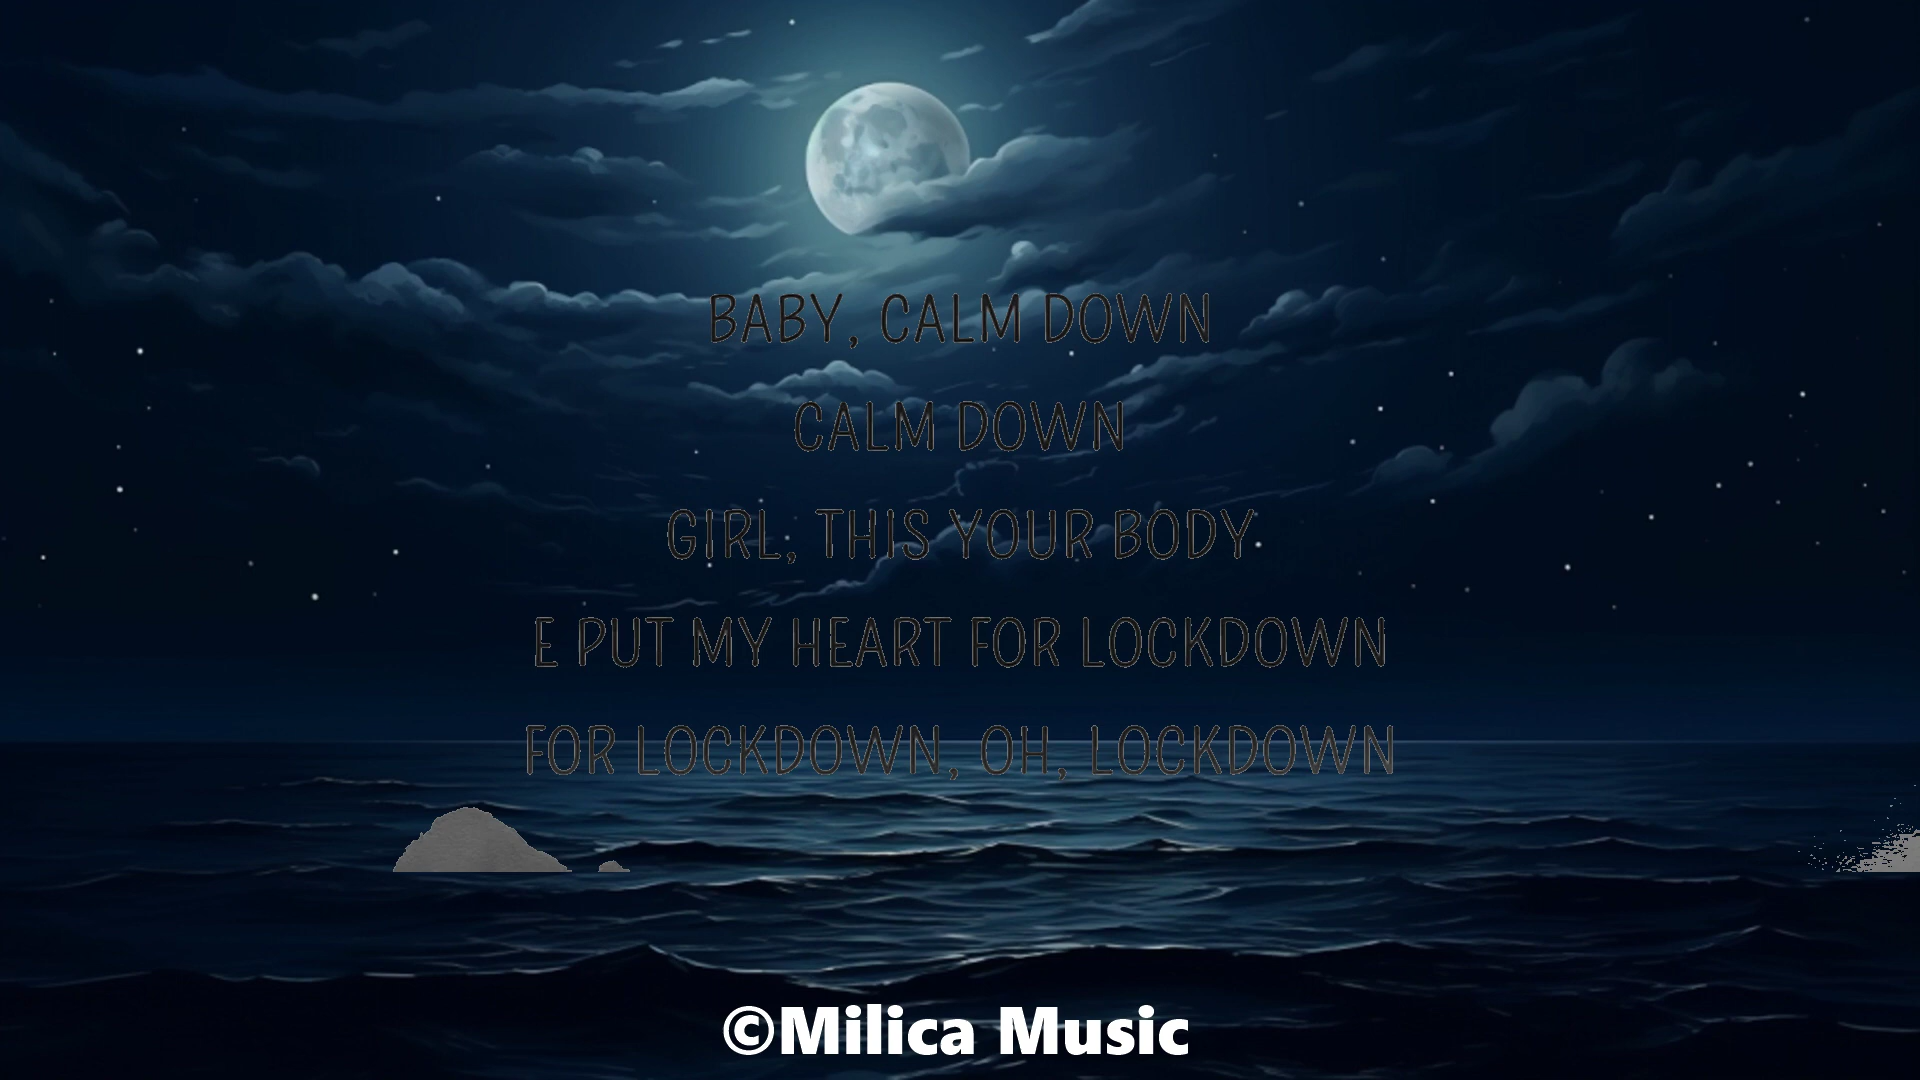 BABY, CALM DOWN
CALM DOWN
GIRL, THIS YOUR BODY
E PUT MY HEART FOR LOCKDOWN
FOR LOCKDOWN, OH, LOCKDOWN
©Milica Music